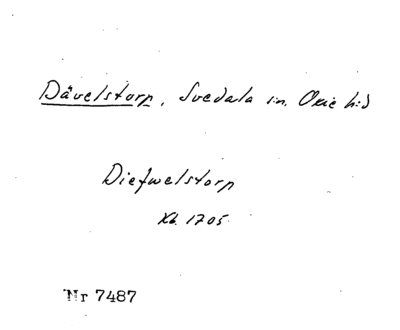 Dävelstorp, Svedala sn, Oxie hd
Diefwelstorp
Kb. 1705
Nr 7487